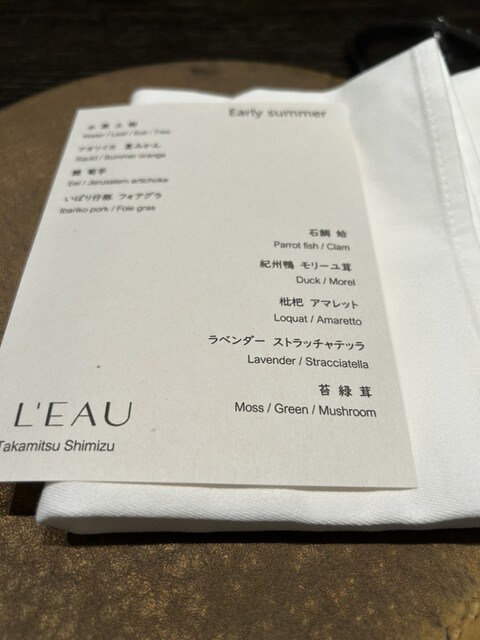 Early summer
水 葉 土 樹
Water / Leaf / Soil / Tree
アオリイカ 夏みかん
Squid / Summer orange
鰻 菊芋
Eel / Jerusalem artichoke
いばり仔豚 フォアグラ
Ibariko pork / Foie gras
石鯛 蛤
Parrot fish / Clam
紀州鴨 モリーユ茸
Duck / Morel
枇杷 アマレット
Loquat / Amaretto
ラベンダー ストラッチャテッラ
Lavender / Stracciatella
苔 緑 茸
Moss / Green / Mushroom
L'EAU
Takamitsu Shimizu